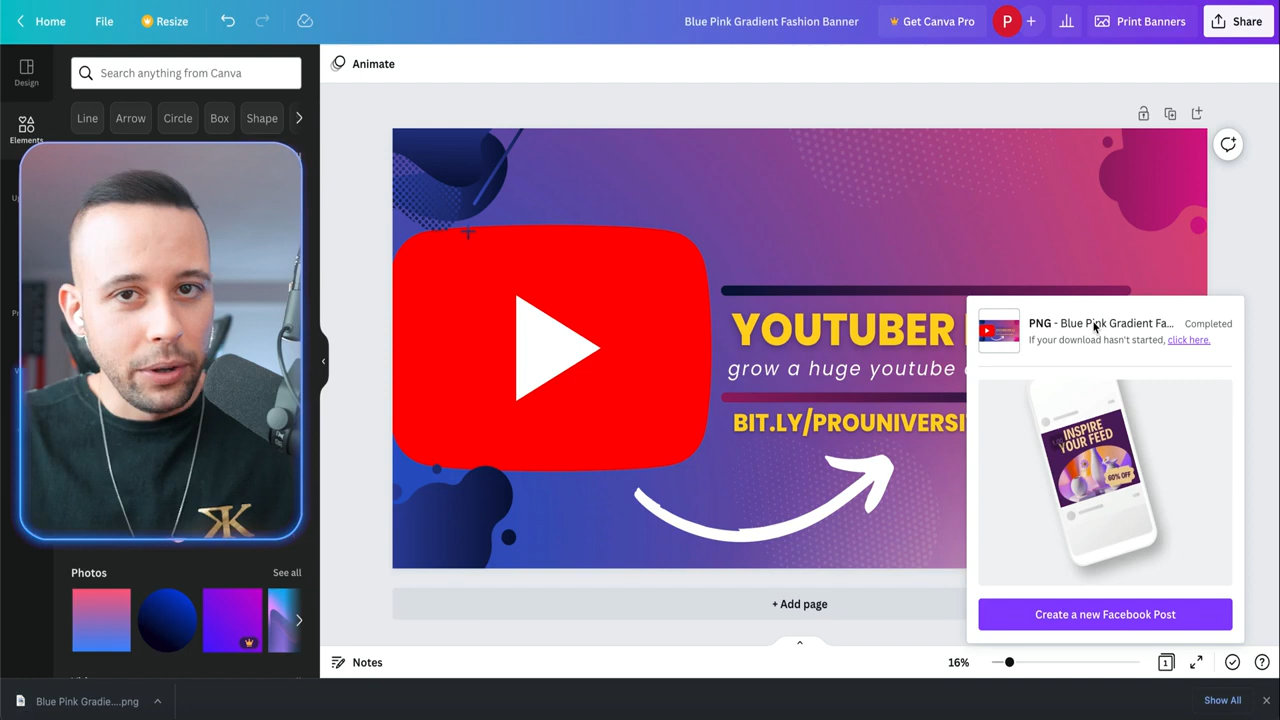 Home
File
Resize
Blue Pink Gradient Fashion Banner
Get Canva Pro
P
Print Banners
Share
Design
Elements
Search anything from Canva
Line
Arrow
Circle
Box
Shape
Animate
YOUTUBER
grow a huge youtube
BIT.LY/PROUNIVERSI
PNG - Blue Pink Gradient Fa...
Completed
If your download hasn't started, click here.
INSPIRE
YOUR FEED
60% OFF
Create a new Facebook Post
+ Add page
Photos
See all
Notes
16%
1
Blue Pink Gradie....png
Show All